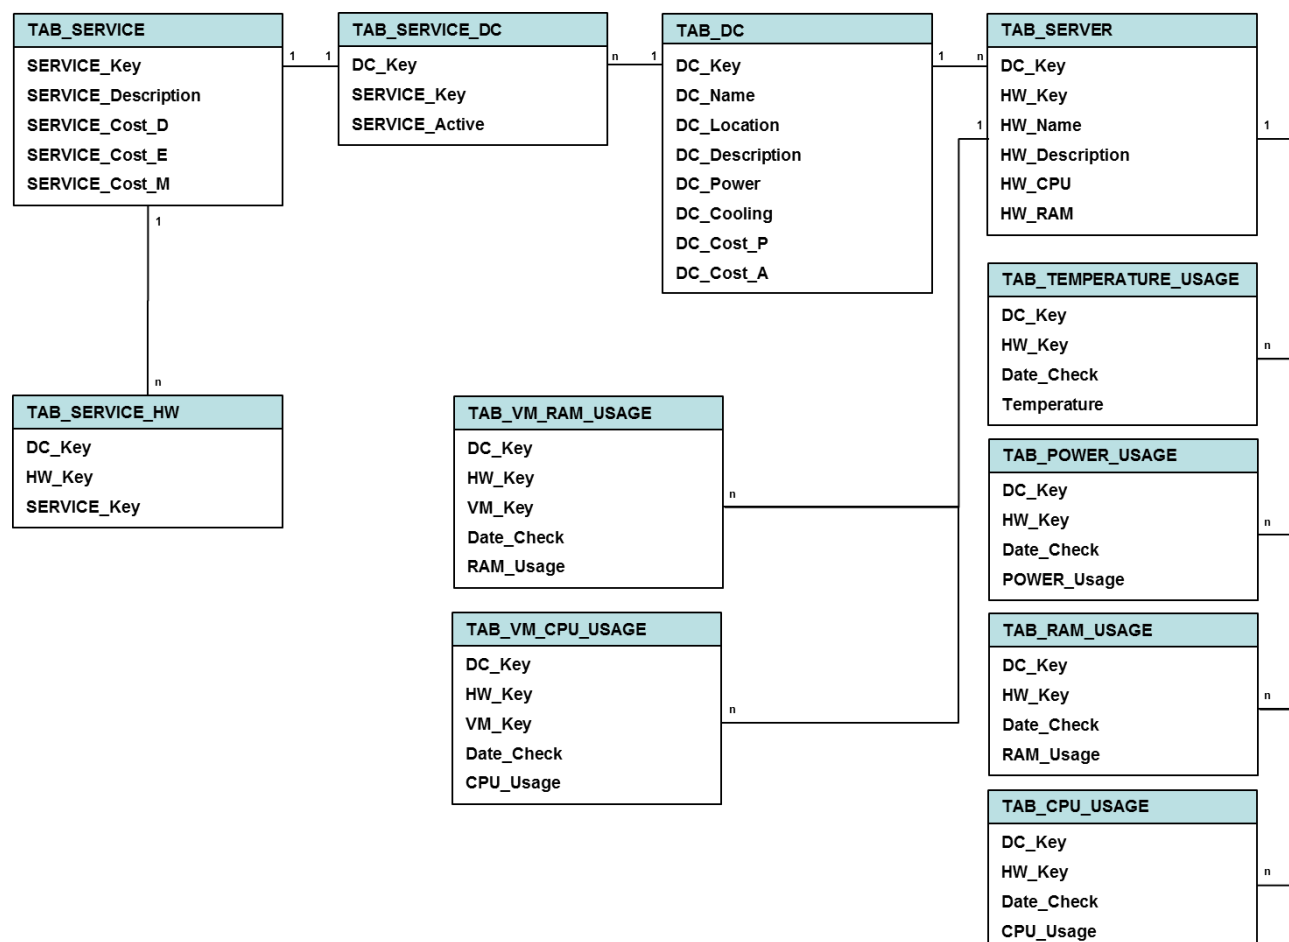 TAB_SERVICE
SERVICE_Key
SERVICE_Description
SERVICE_Cost_D
SERVICE_Cost_E
SERVICE_Cost_M
1
1
TAB_SERVICE_DC
DC_Key
SERVICE_Key
SERVICE_Active
n
1
TAB_DC
DC_Key
DC_Name
DC_Location
DC_Description
DC_Power
DC_Cooling
DC_Cost_P
DC_Cost_A
1
n
1
TAB_SERVER
DC_Key
HW_Key
HW_Name
HW_Description
HW_CPU
HW_RAM
1
1
n
TAB_SERVICE_HW
DC_Key
HW_Key
SERVICE_Key
TAB_VM_RAM_USAGE
DC_Key
HW_Key
VM_Key
Date_Check
RAM_Usage
n
TAB_VM_CPU_USAGE
DC_Key
HW_Key
VM_Key
Date_Check
CPU_Usage
n
TAB_TEMPERATURE_USAGE
DC_Key
HW_Key
Date_Check
Temperature
n
TAB_POWER_USAGE
DC_Key
HW_Key
Date_Check
POWER_Usage
n
TAB_RAM_USAGE
DC_Key
HW_Key
Date_Check
RAM_Usage
n
TAB_CPU_USAGE
DC_Key
HW_Key
Date_Check
CPU_Usage
n